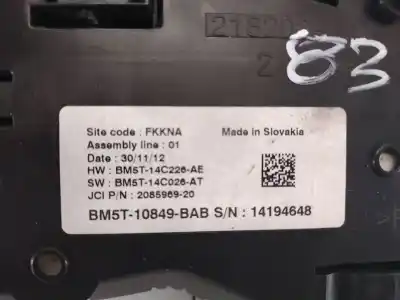 21820
Z
83
Site code : FKKNA Made in Slovakia
Assembly line : 01
Date : 30/11/12
HW : BM5T-14C226-AE
SW : BM5T-14C026-AT
JCI P/N : 2085969-20
BM5T-10849-BAB S/N : 14194648